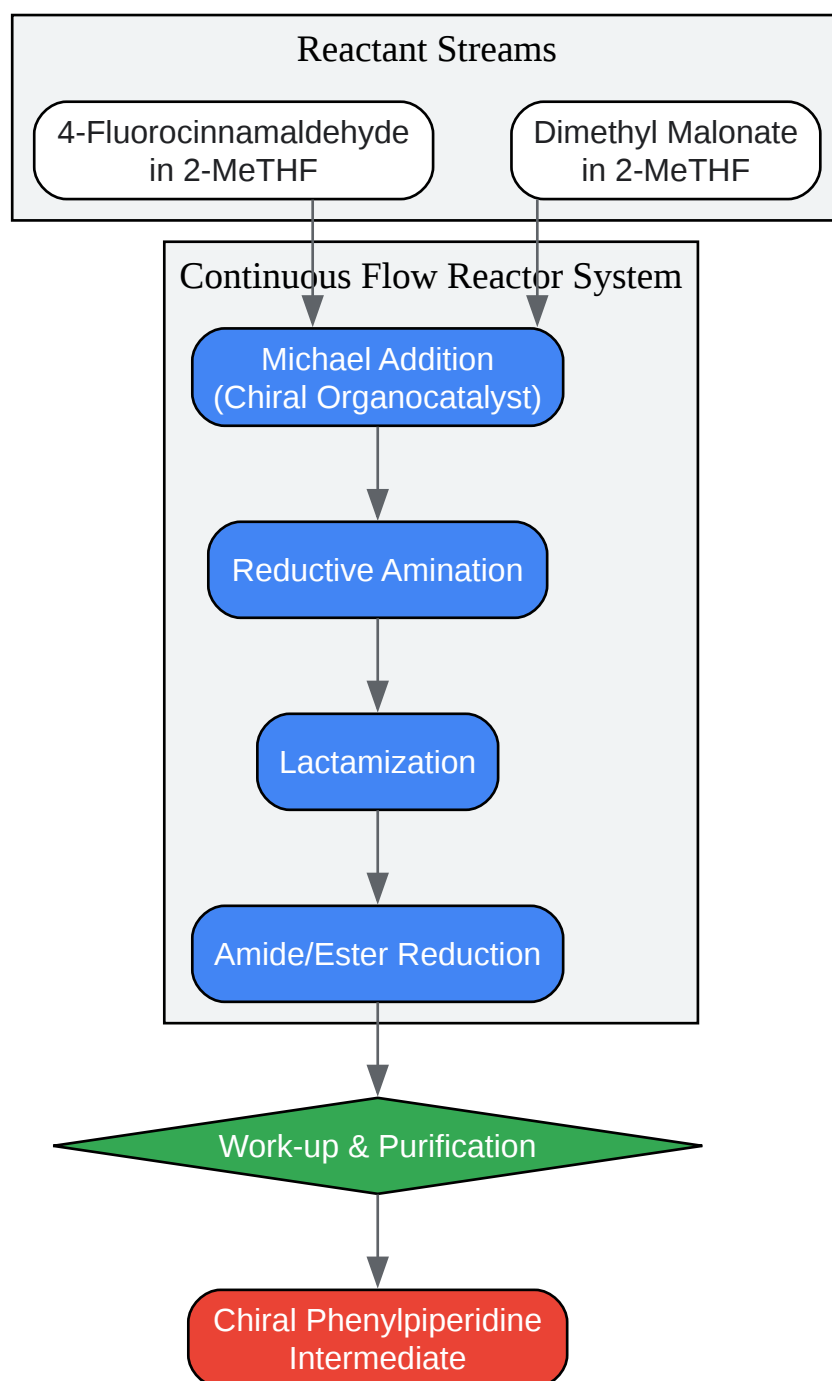 Reactant Streams
4-Fluorocinnamaldehyde
in 2-MeTHF
Dimethyl Malonate
in 2-MeTHF
Continuous Flow Reactor System
Michael Addition
(Chiral Organocatalyst)
Reductive Amination
Lactamization
Amide/Ester Reduction
Work-up & Purification
Chiral Phenylpiperidine
Intermediate